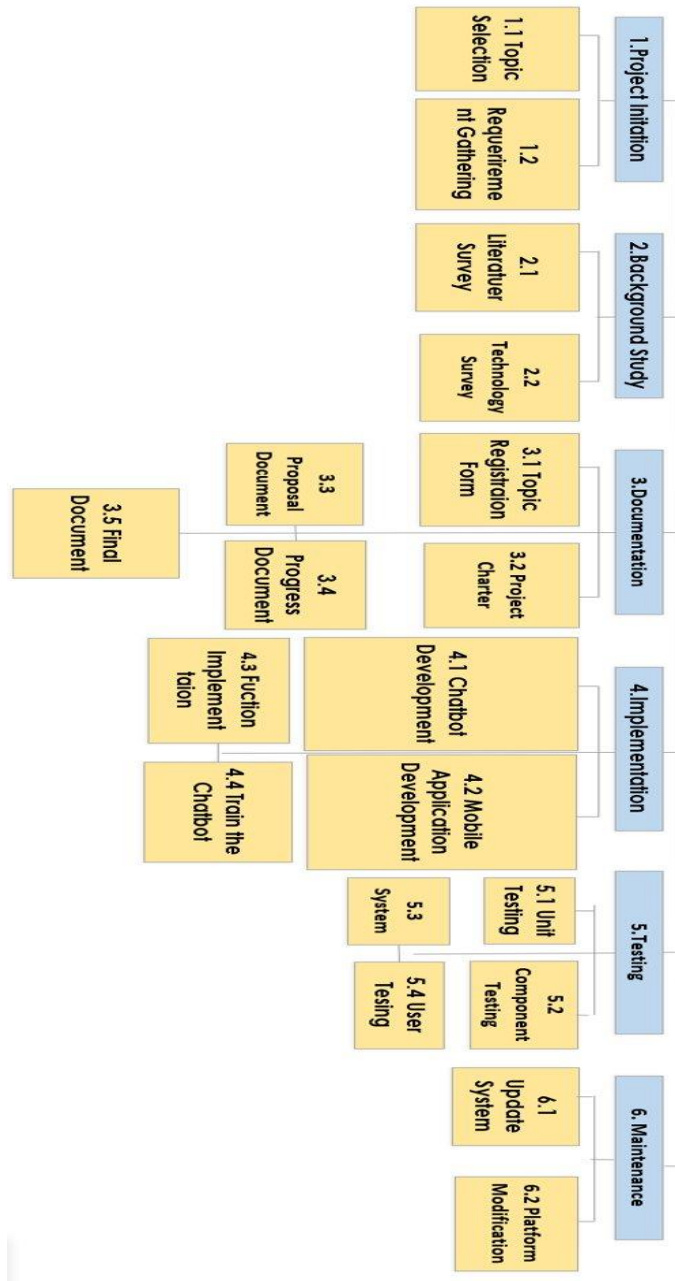 1.Project Initation
1.1 Topic
Selection
1.2
Requerireme
nt Gathering
2.Background Study
2.1
Literatuer
Survey
2.2
Technology
Survey
3.Documentation
3.1 Topic
Registraion
Form
3.2 Project
Charter
3.3
Proposal
Document
3.4
Progress
Document
3.5 Final
Document
4.Implementation
4.1 Chatbot
Development
4.2 Mobile
Application
Development
4.3 Fuction
Implement
taion
4.4 Train the
Chatbot
5.Testing
5.1 Unit
Testing
5.2
Component
Testing
5.3
System
5.4 User
Tesing
6. Maintenance
6.1
Update
System
6.2 Platform
Modification